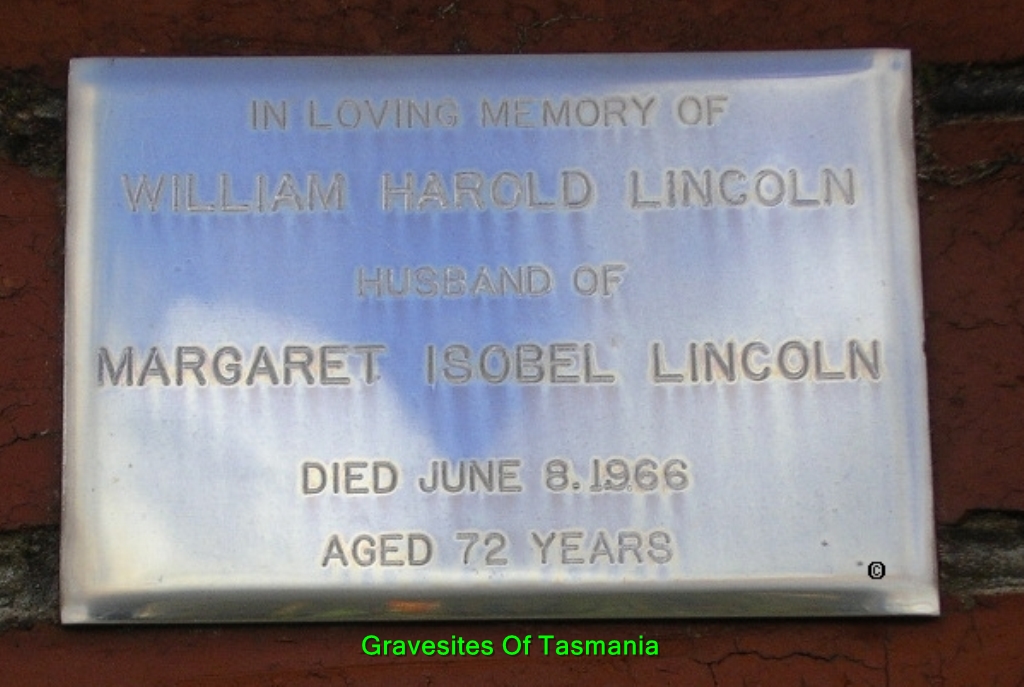 IN LOVING MEMORY OF
WILLIAM HAROLD LINCOLN
HUSBAND OF
MARGARET ISOBEL LINCOLN
DIED JUNE 8.1966
AGED 72 YEARS
©
Gravesites Of Tasmania